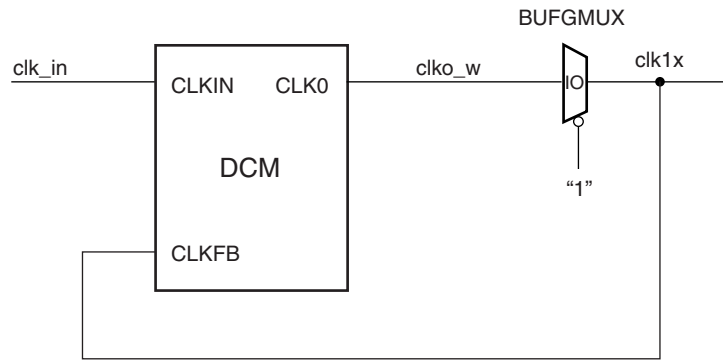 BUFGMUX
clk_in
CLKIN
CLK0
clko_w
IO
clk1x
DCM
“1”
CLKFB